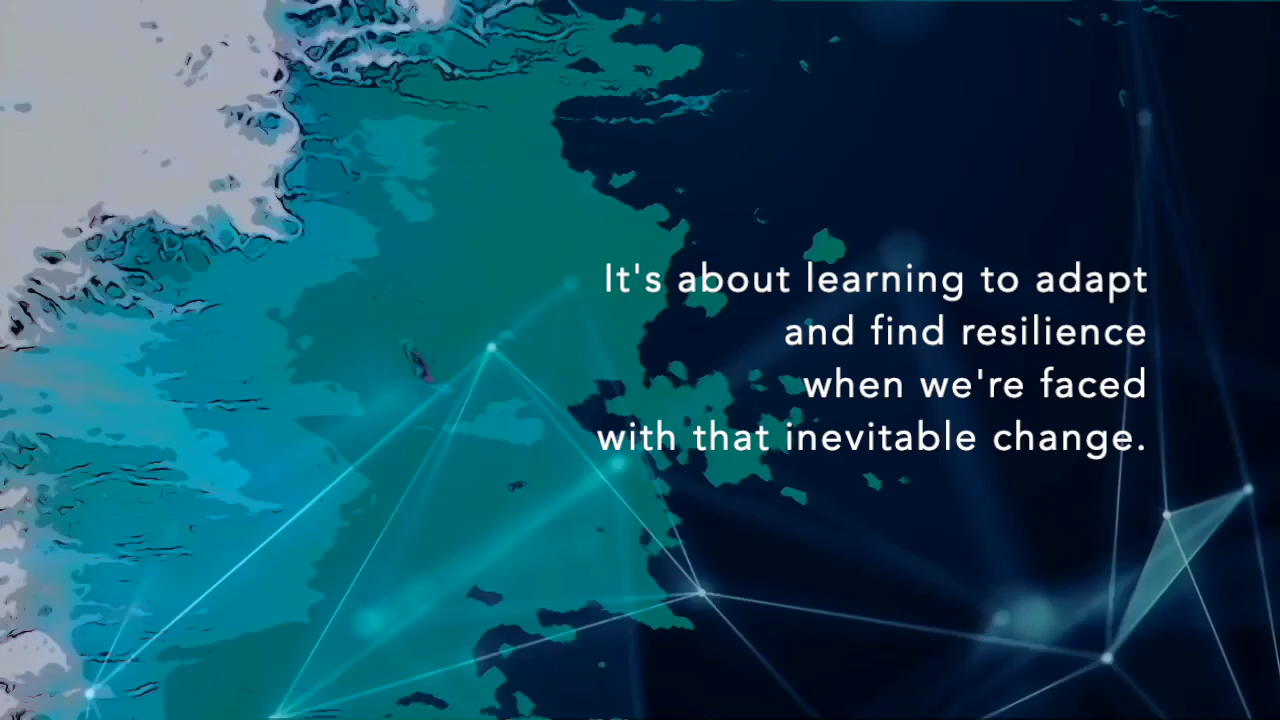 It's about learning to adapt
and find resilience
when we're faced
with that inevitable change.